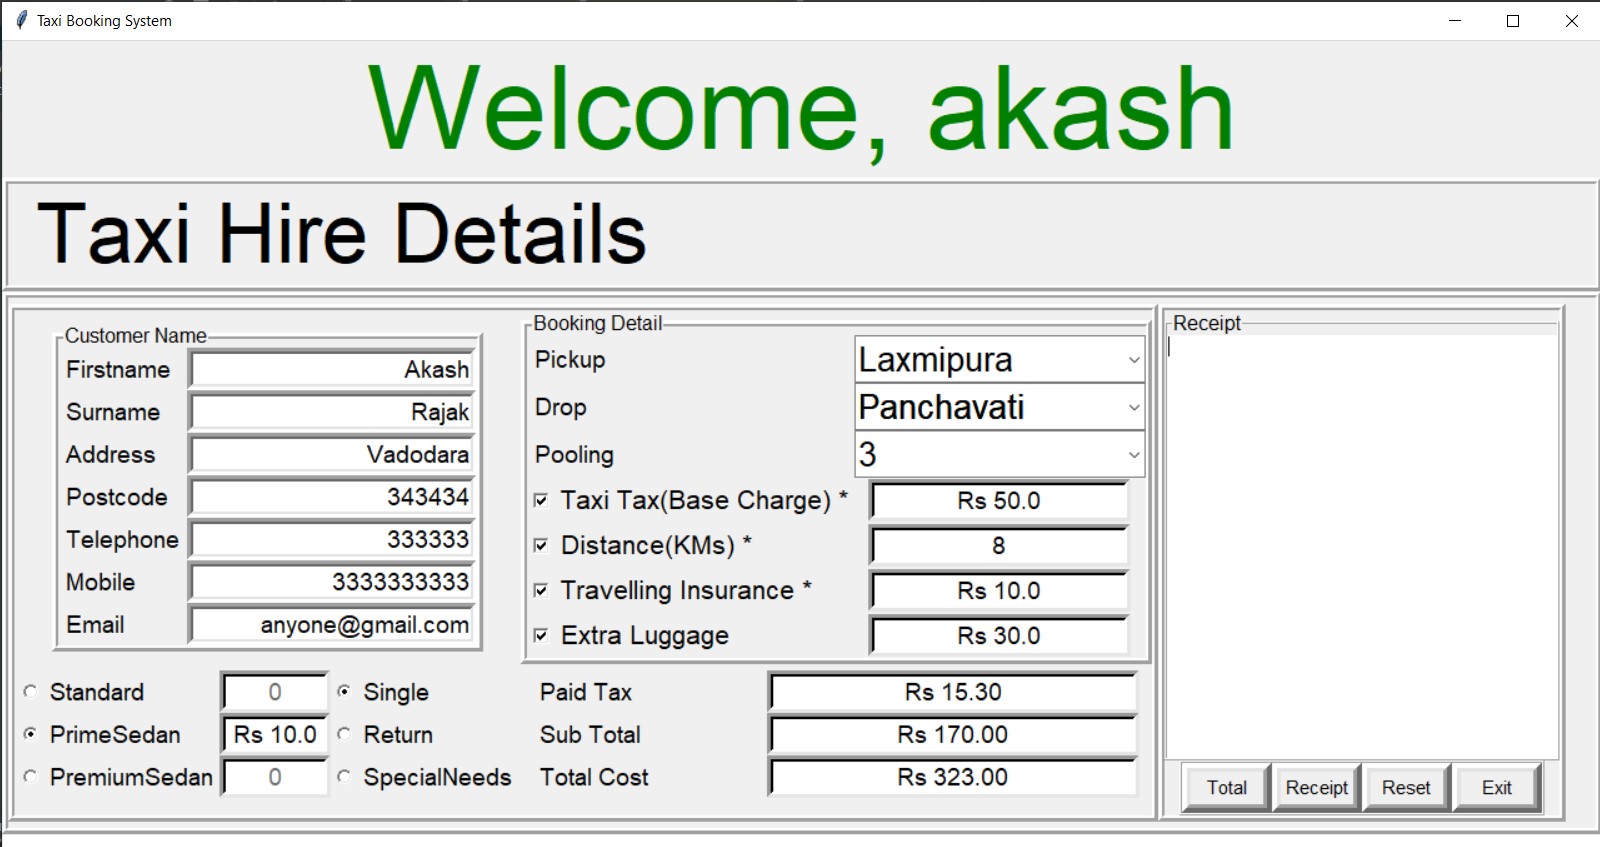 Taxi Booking System
Welcome, akash
Taxi Hire Details
Customer Name
Firstname Akash
Surname Rajak
Address Vadodara
Postcode 343434
Telephone 333333
Mobile 3333333333
Email anyone@gmail.com
Booking Detail
Pickup Laxmipura
Drop Panchavati
Pooling 3
Taxi Tax(Base Charge) * Rs 50.0
Distance(KMs) * 8
Travelling Insurance * Rs 10.0
Extra Luggage Rs 30.0
Standard 0 Single
PrimeSedan Rs 10.0 Return
PremiumSedan 0 SpecialNeeds
Paid Tax Rs 15.30
Sub Total Rs 170.00
Total Cost Rs 323.00
Receipt
Total Receipt Reset Exit